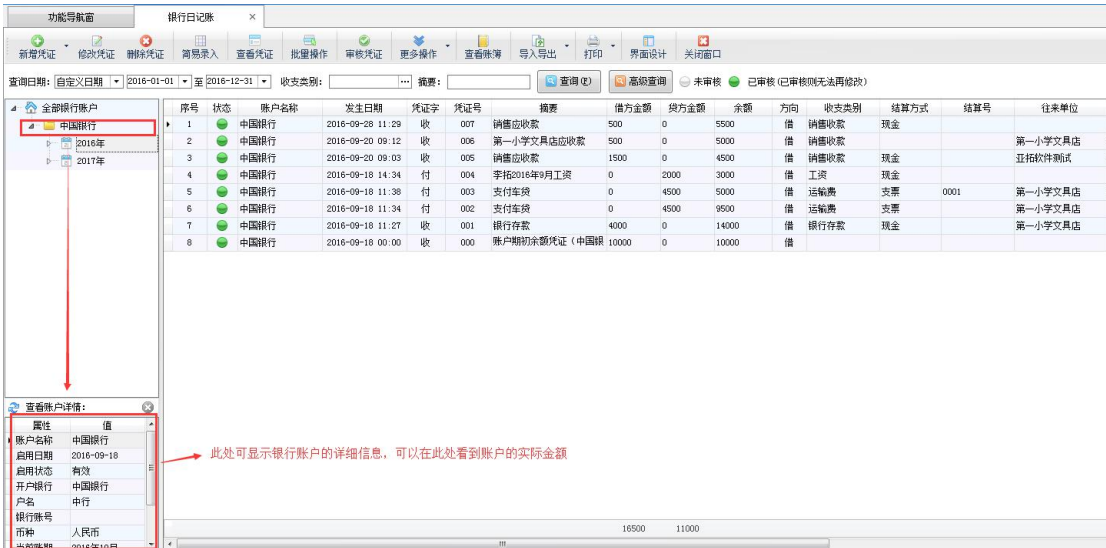 功能导航窗 银行日记账 ×
新增凭证 修改凭证 删除凭证 简易录入 查看凭证 批量操作 审核凭证 更多操作 查看账簿 导入导出 打印 界面设计 关闭窗口
查询日期: 自定义日期 2016-01-01 至 2016-12-31 收支类别: ... 摘要: 查询(F) 高级查询 未审核 已审核(已审核则无法再修改)
全部银行账户
中国银行
2016年
2017年
序号 状态 账户名称 发生日期 凭证字 凭证号 摘要 借方金额 贷方金额 余额 方向 收支类别 结算方式 结算号 往来单位
1 中国银行 2016-09-28 11:29 收 007 销售应收款 500 0 5500 借 销售收款 现金
2 中国银行 2016-09-20 09:12 收 006 第一小学文具店应收款 500 0 5000 借 销售收款 第一小学文具店
3 中国银行 2016-09-20 09:03 收 005 销售应收款 1500 0 4500 借 销售收款 现金 亚拓软件测试
4 中国银行 2016-09-18 14:34 付 004 李拓2016年9月工资 0 2000 3000 借 工资 现金
5 中国银行 2016-09-18 11:38 付 003 支付车贷 0 4500 5000 借 运输费 支票 0001 第一小学文具店
6 中国银行 2016-09-18 11:34 付 002 支付车贷 0 4500 9500 借 运输费 支票 第一小学文具店
7 中国银行 2016-09-18 11:27 收 001 银行存款 4000 0 14000 借 银行存款 现金 第一小学文具店
8 中国银行 2016-09-18 00:00 收 000 账户期初余额凭证(中国银 10000 0 10000 借
查看账户详情:
属性 值
账户名称 中国银行
启用日期 2016-09-18
启用状态 有效
开户银行 中国银行
户名 中行
银行账号
币种 人民币
当前账期 2016年10月
此处可显示银行账户的详细信息，可以在此处看到账户的实际金额
16500 11000